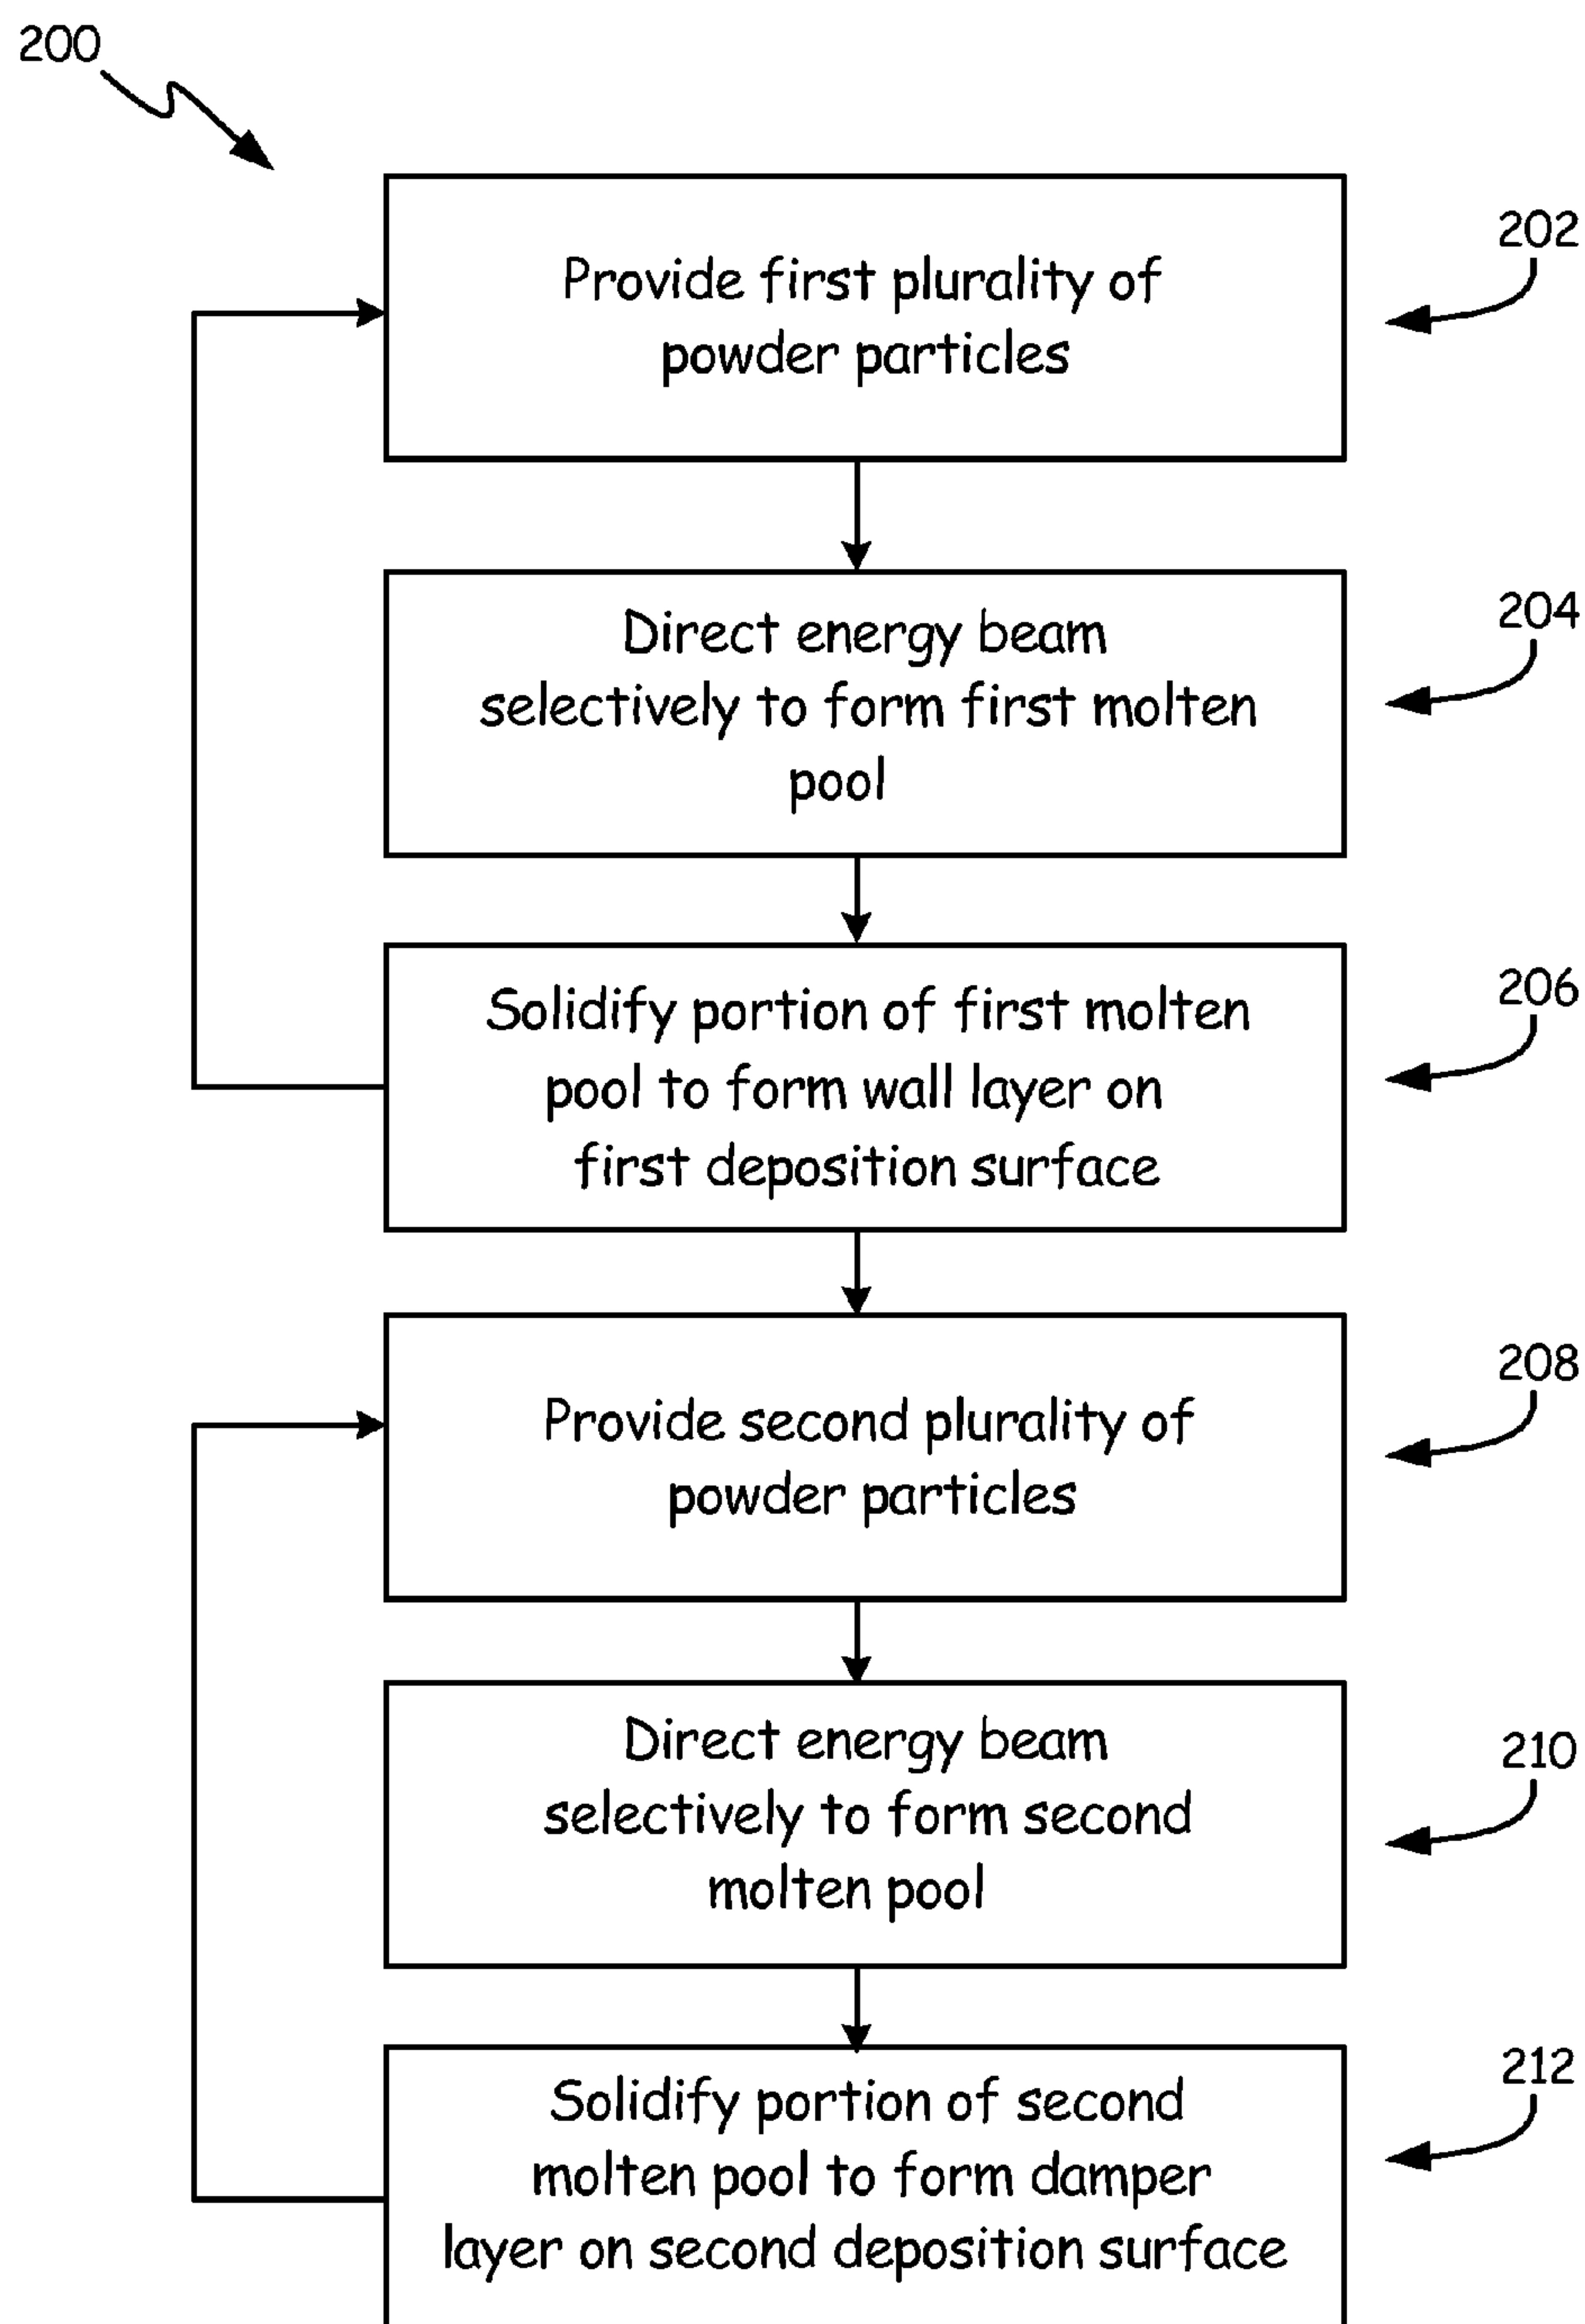 200
Provide first plurality of
powder particles
202
Direct energy beam
selectively to form first molten
pool
204
Solidify portion of first molten
pool to form wall layer on
first deposition surface
206
Provide second plurality of
powder particles
208
Direct energy beam
selectively to form second
molten pool
210
Solidify portion of second
molten pool to form damper
layer on second deposition surface
212